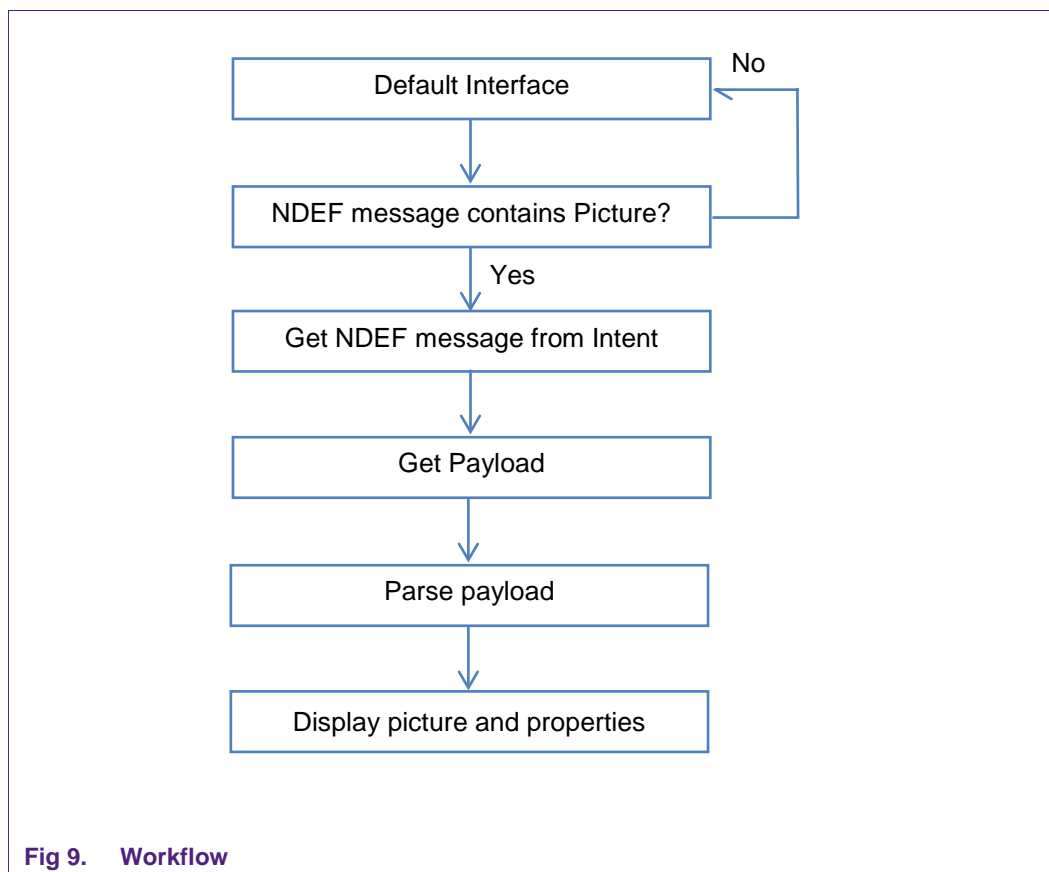 No
Default Interface
NDEF message contains Picture?
Yes
Get NDEF message from Intent
Get Payload
Parse payload
Display picture and properties
Fig 9. Workflow